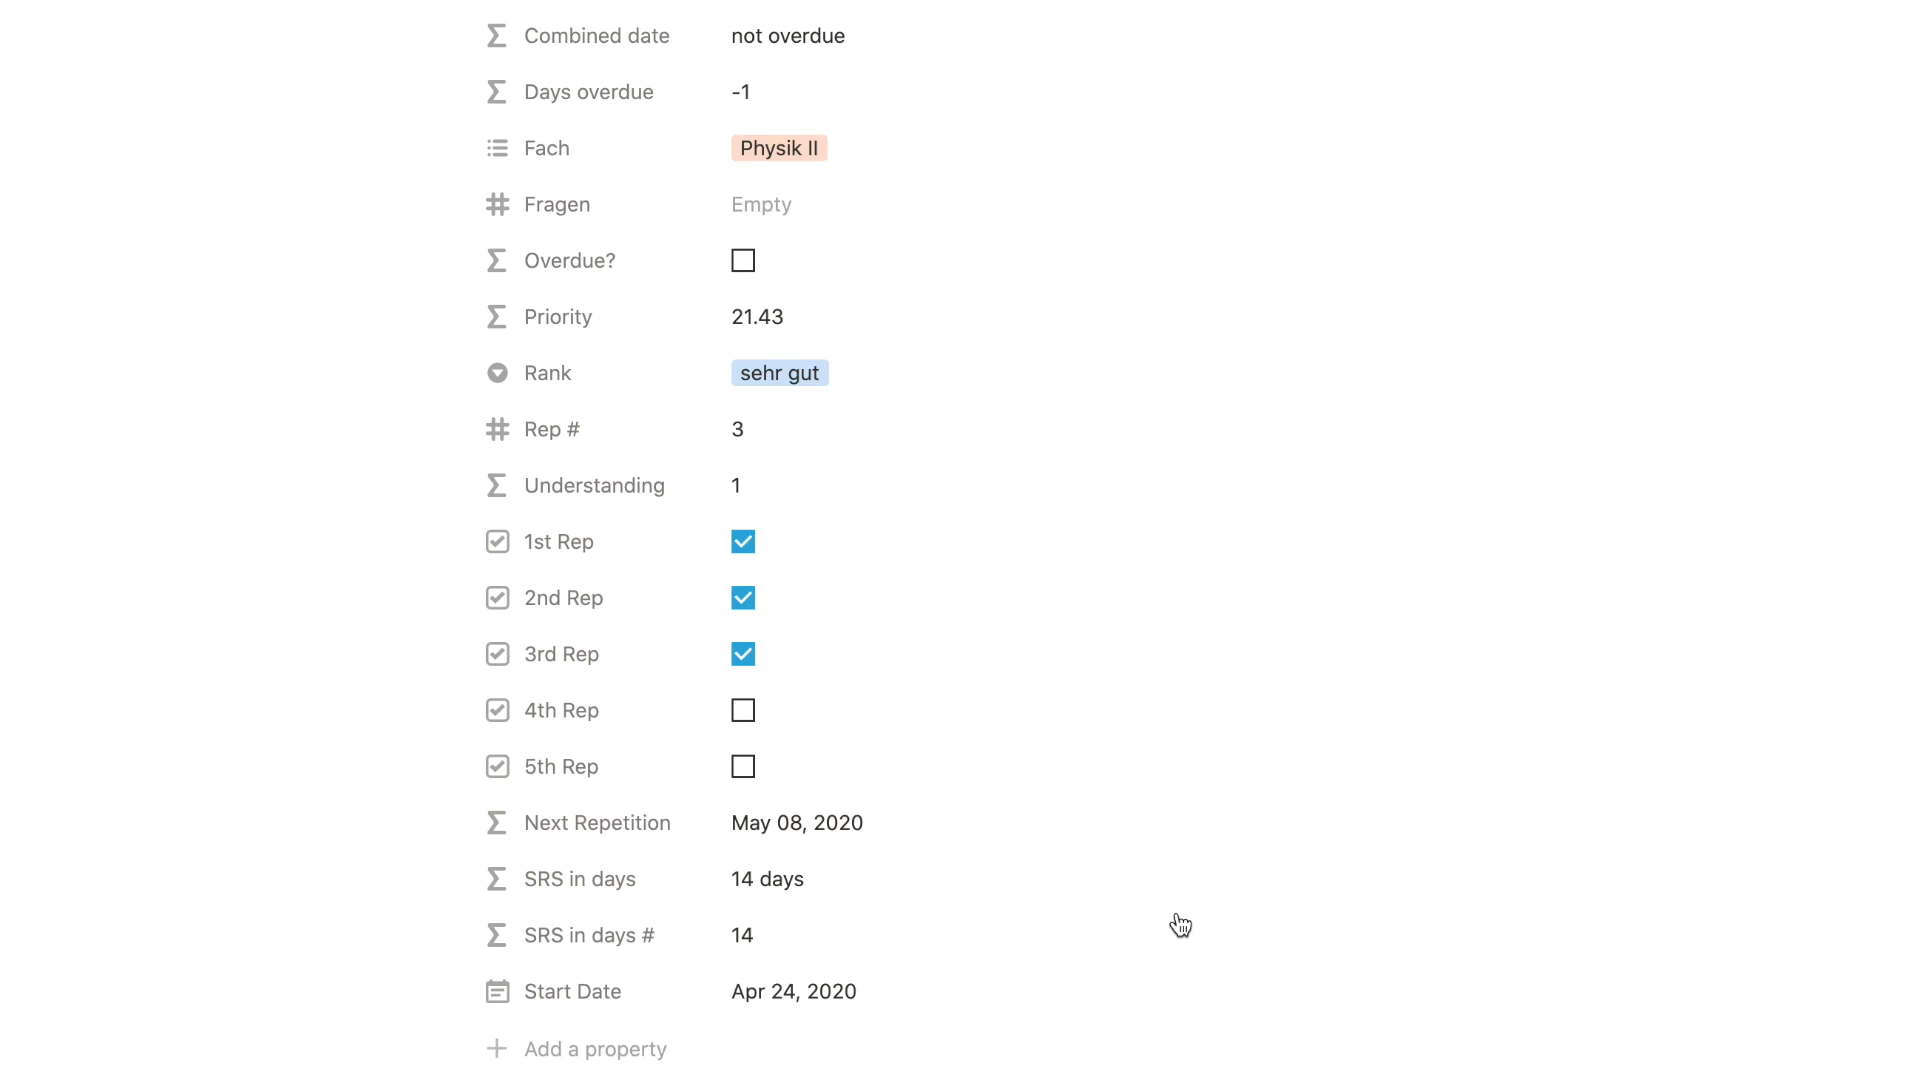 Combined date not overdue
Days overdue -1
Fach Physik II
Fragen Empty
Overdue?
Priority 21.43
Rank sehr gut
Rep # 3
Understanding 1
1st Rep
2nd Rep
3rd Rep
4th Rep
5th Rep
Next Repetition May 08, 2020
SRS in days 14 days
SRS in days # 14
Start Date Apr 24, 2020
Add a property